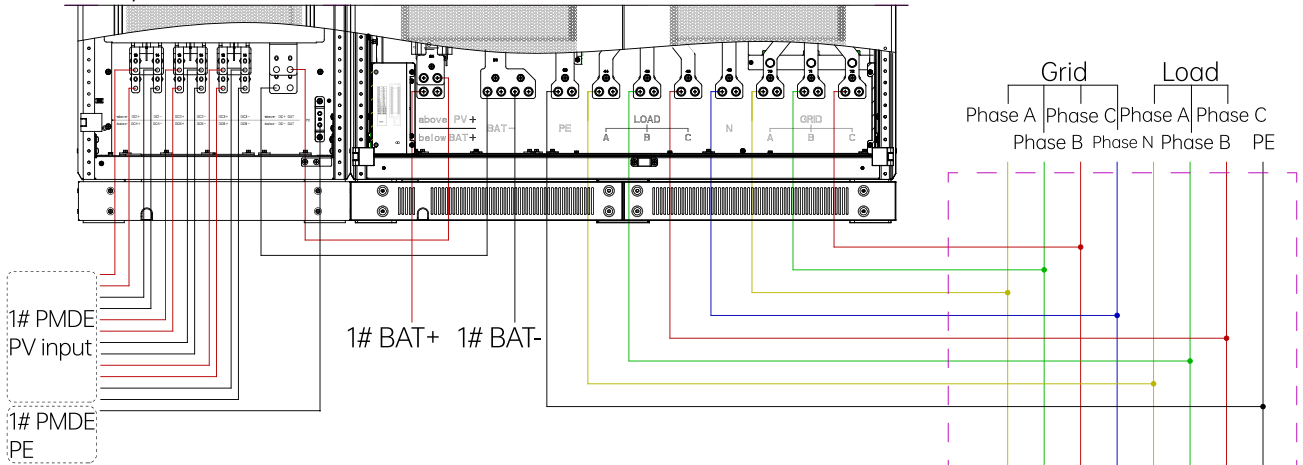 Grid Load
Phase A Phase C Phase A Phase C
Phase B Phase N Phase B PE
above PV+ LOAD GRID
BAT- PE N
below BAT+ A B C A B C
1# PMDE
PV input
1# BAT+ 1# BAT-
1# PMDE
PE